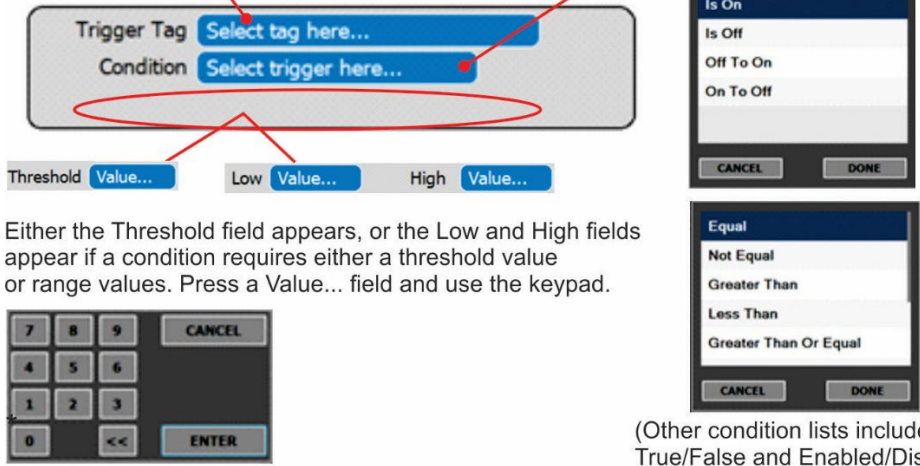 Trigger Tag Select tag here...
Condition Select trigger here...
Threshold Value...
Low Value... High Value...
Either the Threshold field appears, or the Low and High fields
appear if a condition requires either a threshold value
or range values. Press a Value... field and use the keypad.
7 8 9 CANCEL
4 5 6
1 2 3
0 << ENTER
Is On
Is Off
Off To On
On To Off
CANCEL DONE
Equal
Not Equal
Greater Than
Less Than
Greater Than Or Equal
CANCEL DONE
(Other condition lists include
True/False and Enabled/Dis